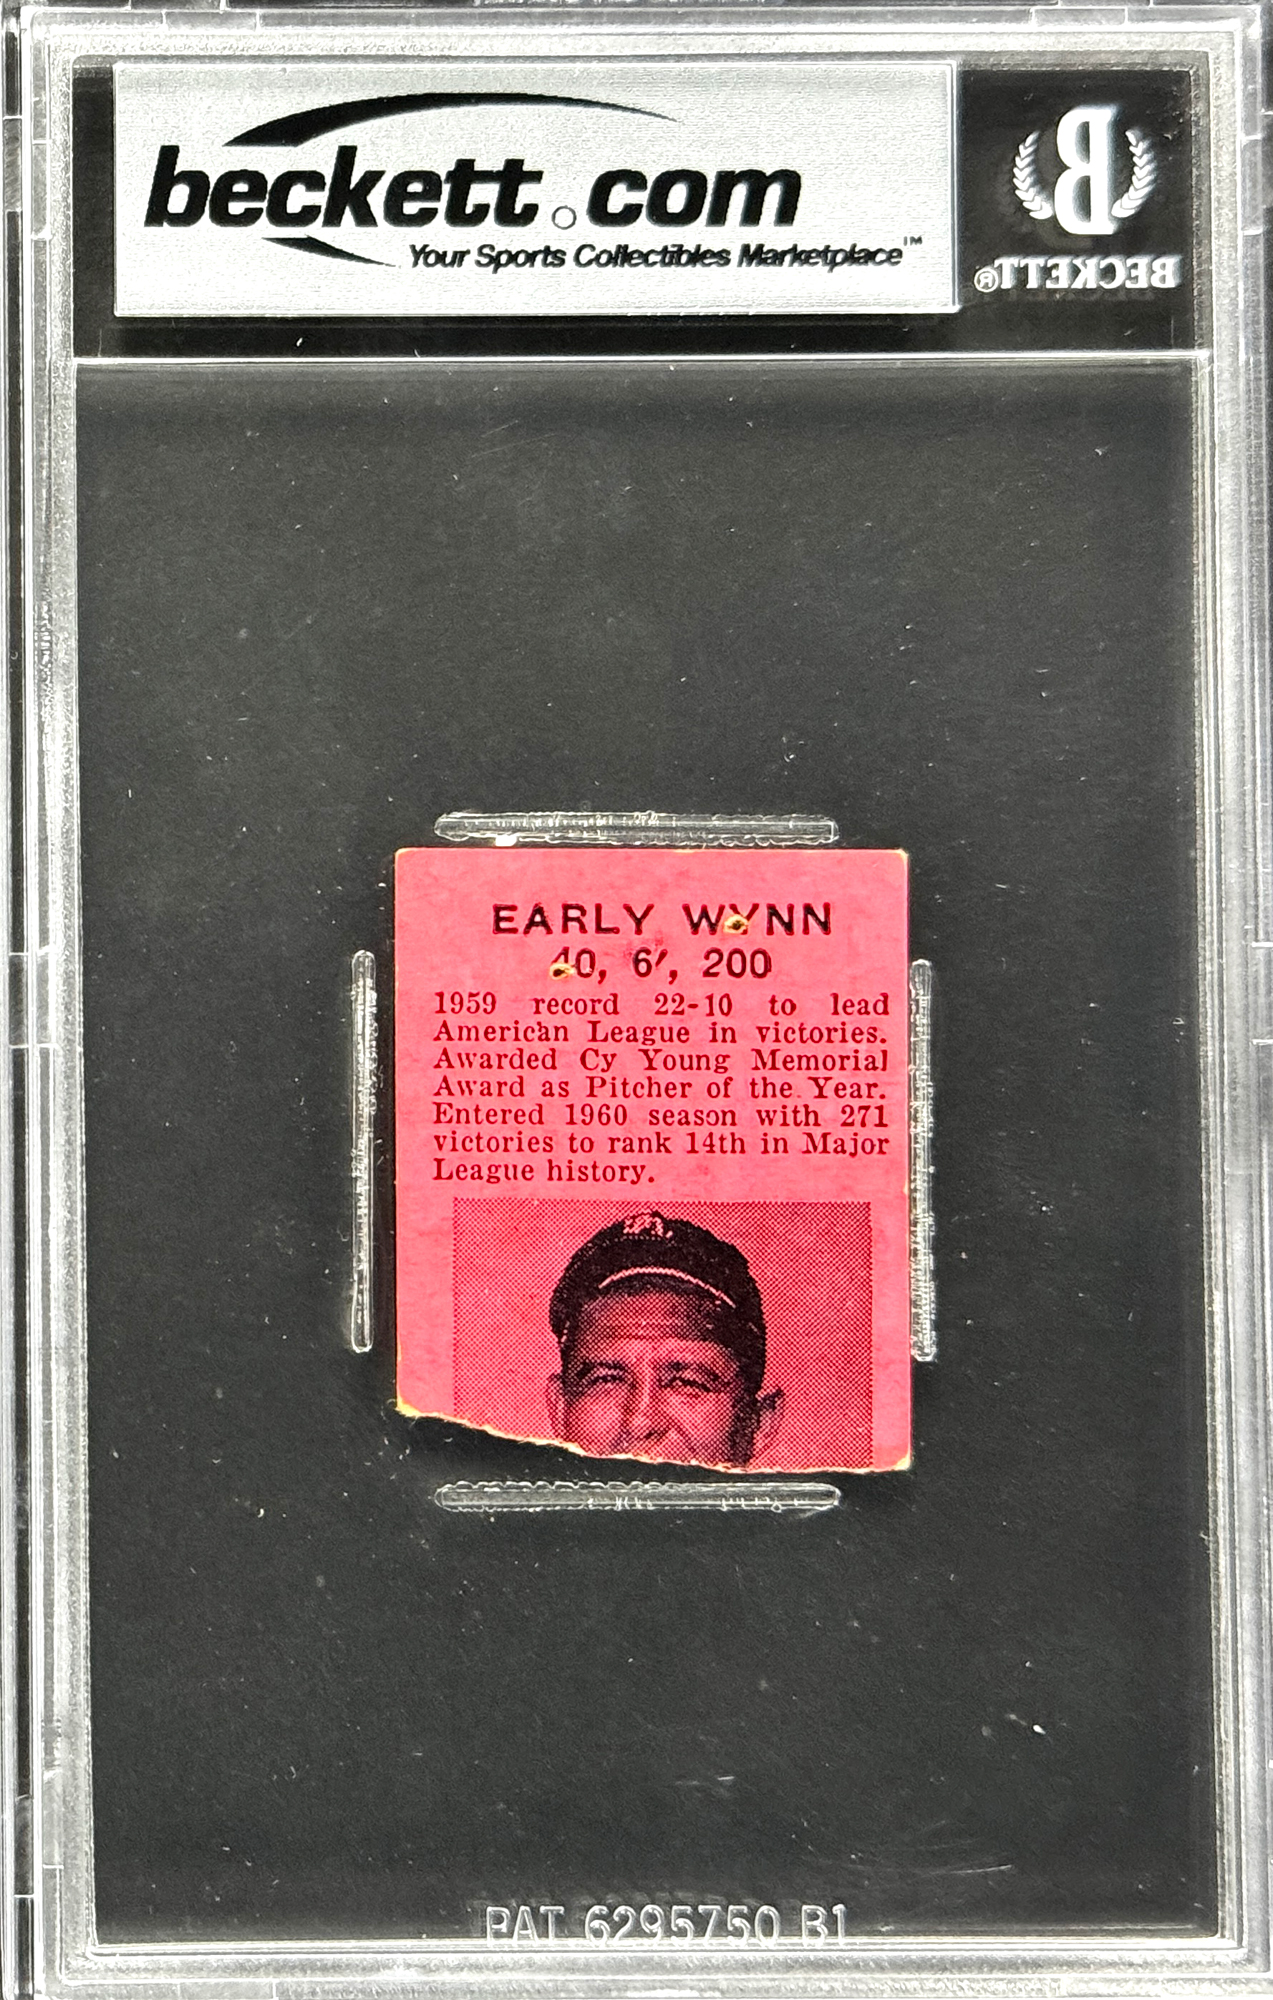 beckett.com
Your Sports Collectibles Marketplace™
B
BECKETT®
EARLY WYNN
40, 6′, 200
1959 record 22-10 to lead
American League in victories.
Awarded Cy Young Memorial
Award as Pitcher of the Year.
Entered 1960 season with 271
victories to rank 14th in Major
League history.
PAT 6295750 B1